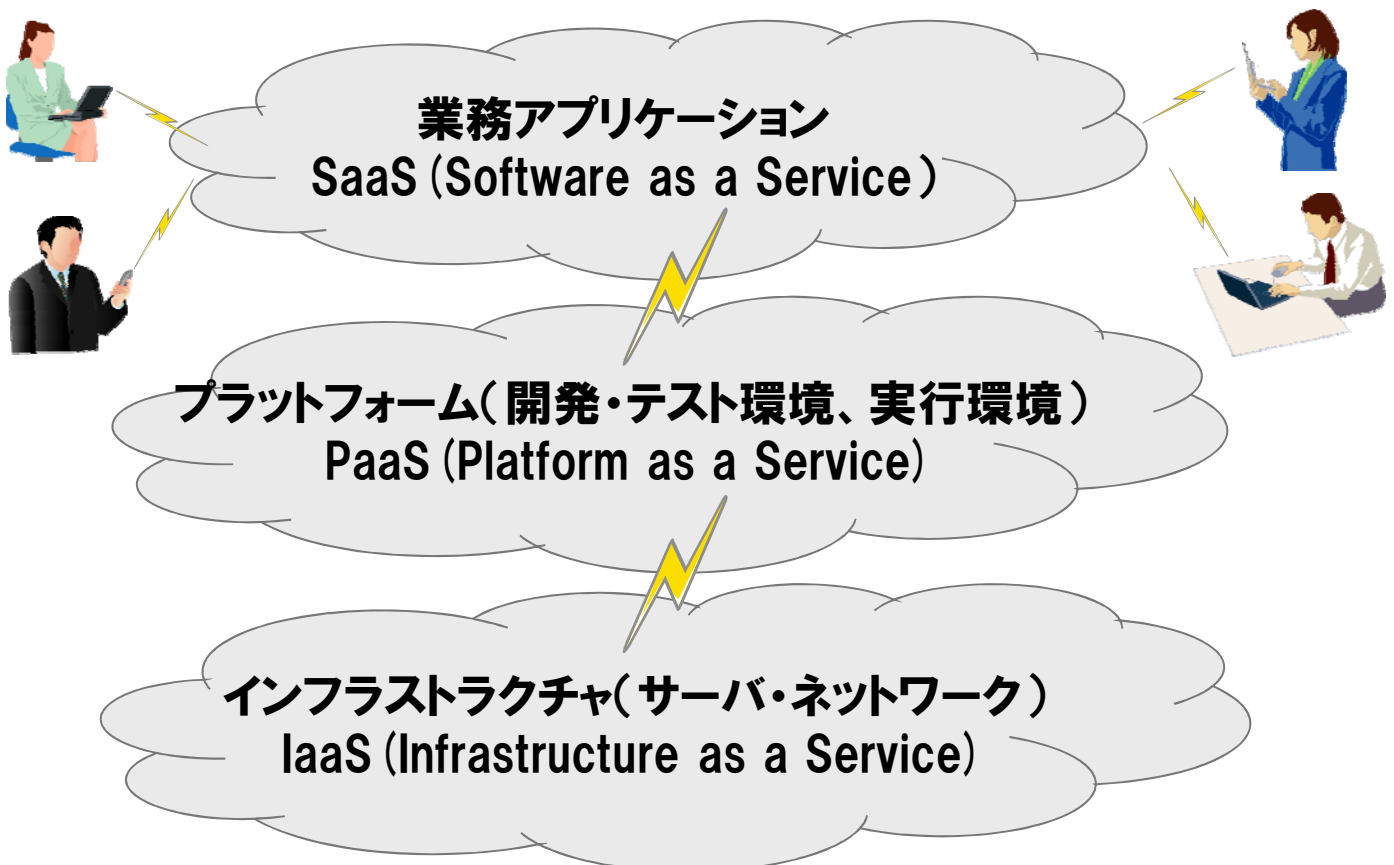 業務アプリケーション
SaaS(Software as a Service)
プラットフォーム(開発・テスト環境、実行環境)
PaaS(Platform as a Service)
インフラストラクチャ(サーバ・ネットワーク)
IaaS(Infrastructure as a Service)